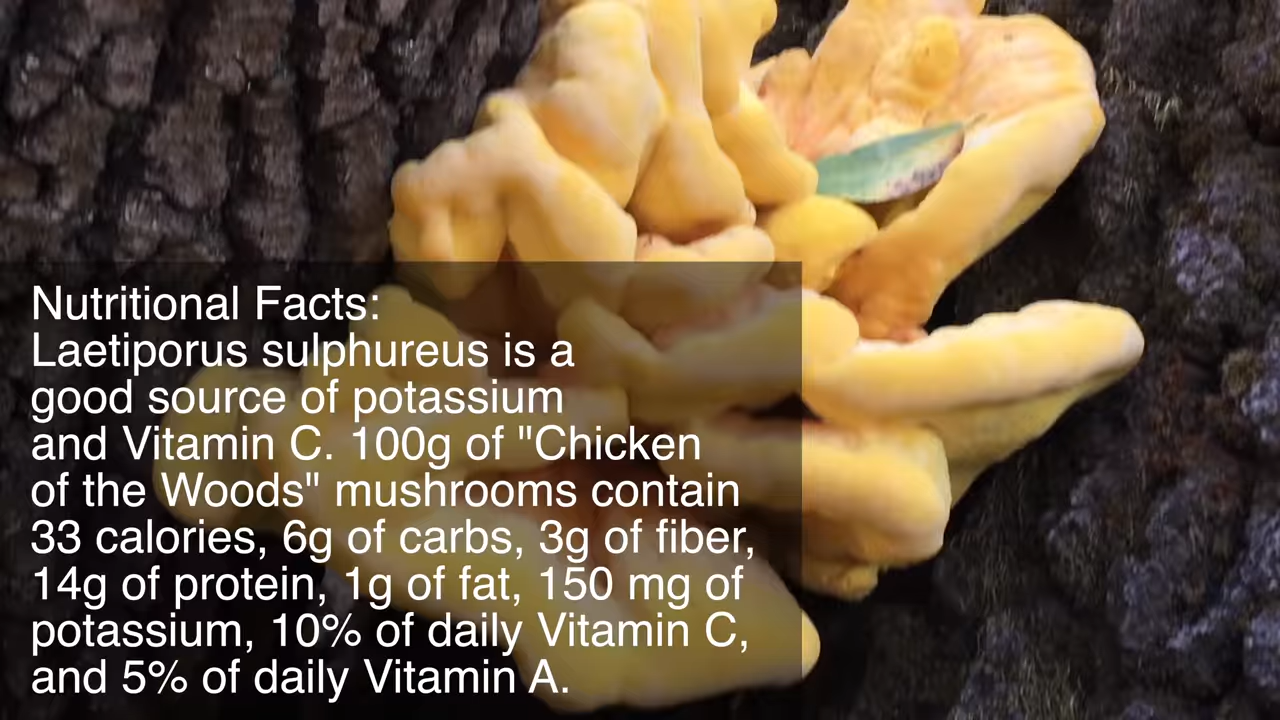 Nutritional Facts:
Laetiporus sulphureus is a
good source of potassium
and Vitamin C. 100g of "Chicken
of the Woods" mushrooms contain
33 calories, 6g of carbs, 3g of fiber,
14g of protein, 1g of fat, 150 mg of
potassium, 10% of daily Vitamin C,
and 5% of daily Vitamin A.